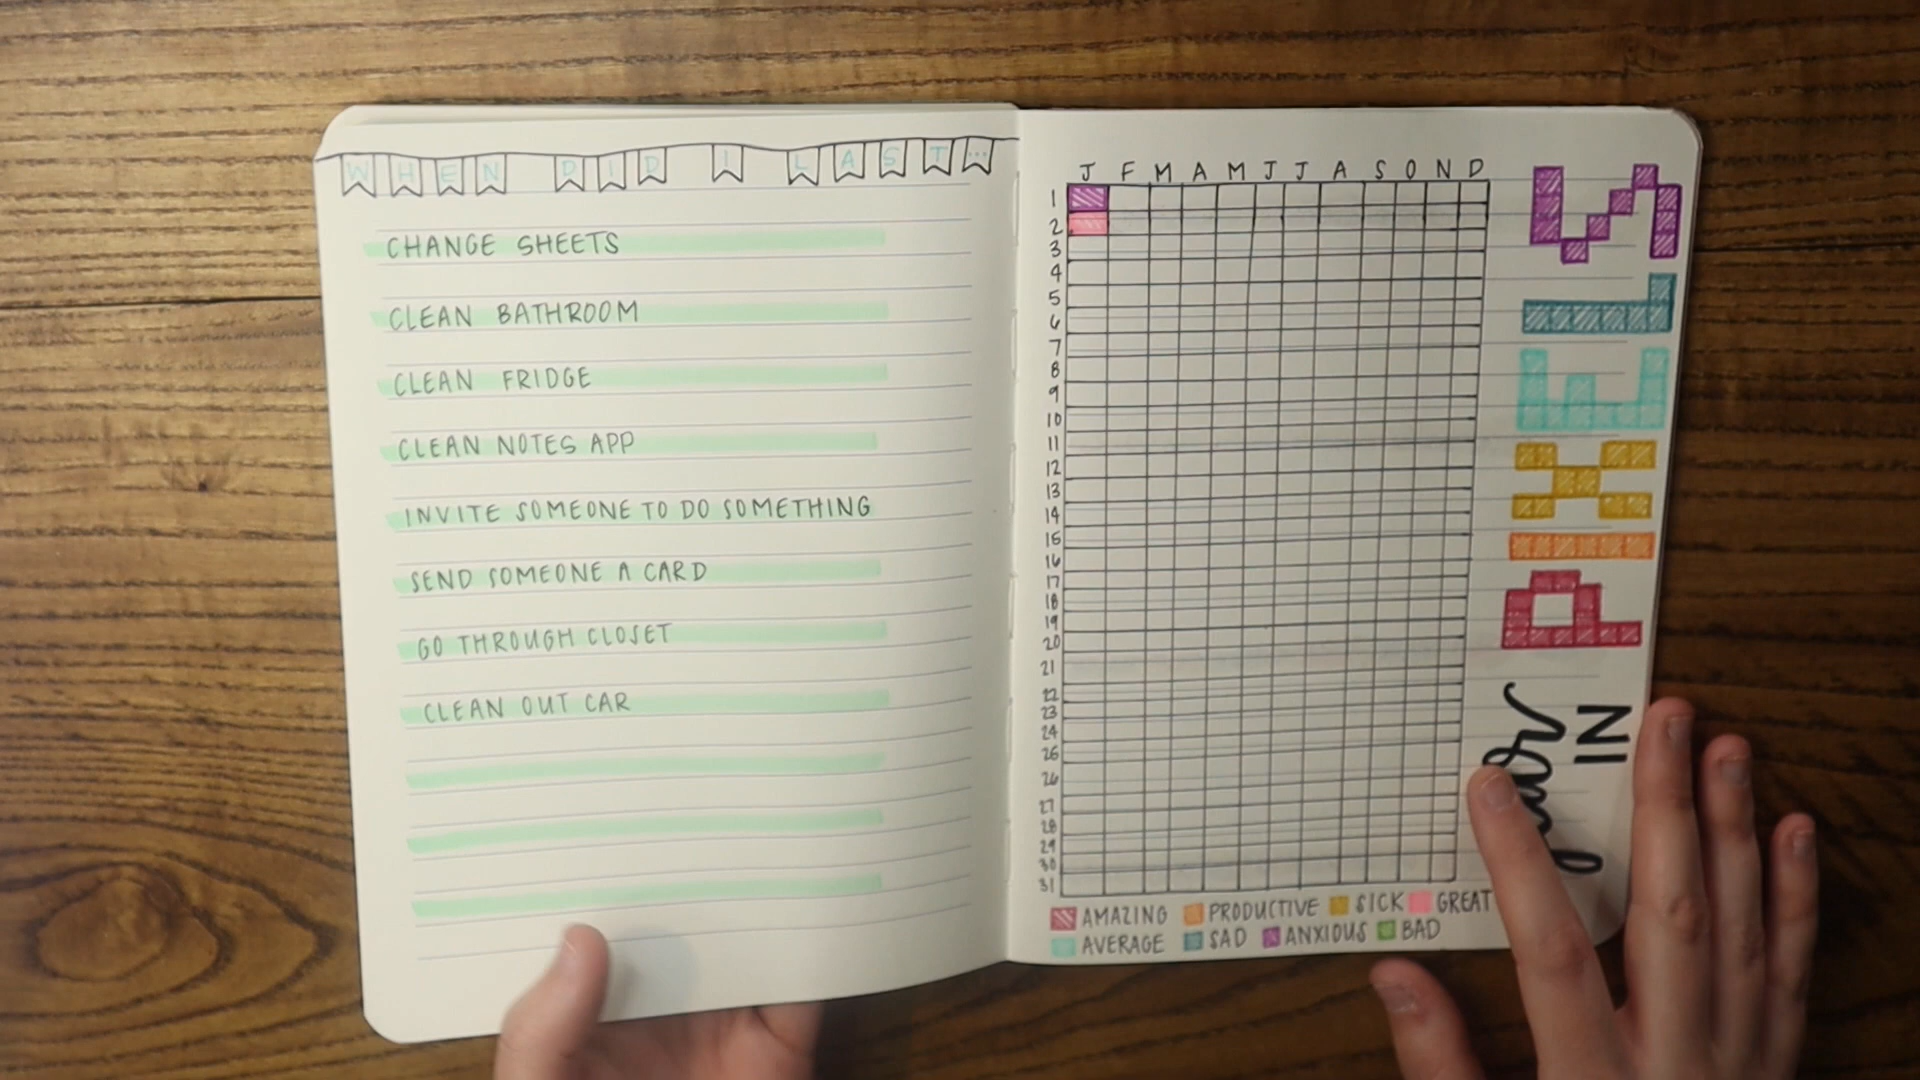 WHEN DID I LAST...
CHANGE SHEETS
CLEAN BATHROOM
CLEAN FRIDGE
CLEAN NOTES APP
INVITE SOMEONE TO DO SOMETHING
SEND SOMEONE A CARD
GO THROUGH CLOSET
CLEAN OUT CAR
J F M A M J J A S O N D
1
2
3
4
5
6
7
8
9
10
11
12
13
14
15
16
17
18
19
20
21
22
23
24
25
26
27
28
29
30
31
AMAZING PRODUCTIVE SICK GREAT
AVERAGE SAD ANXIOUS BAD
IN
PIXELS